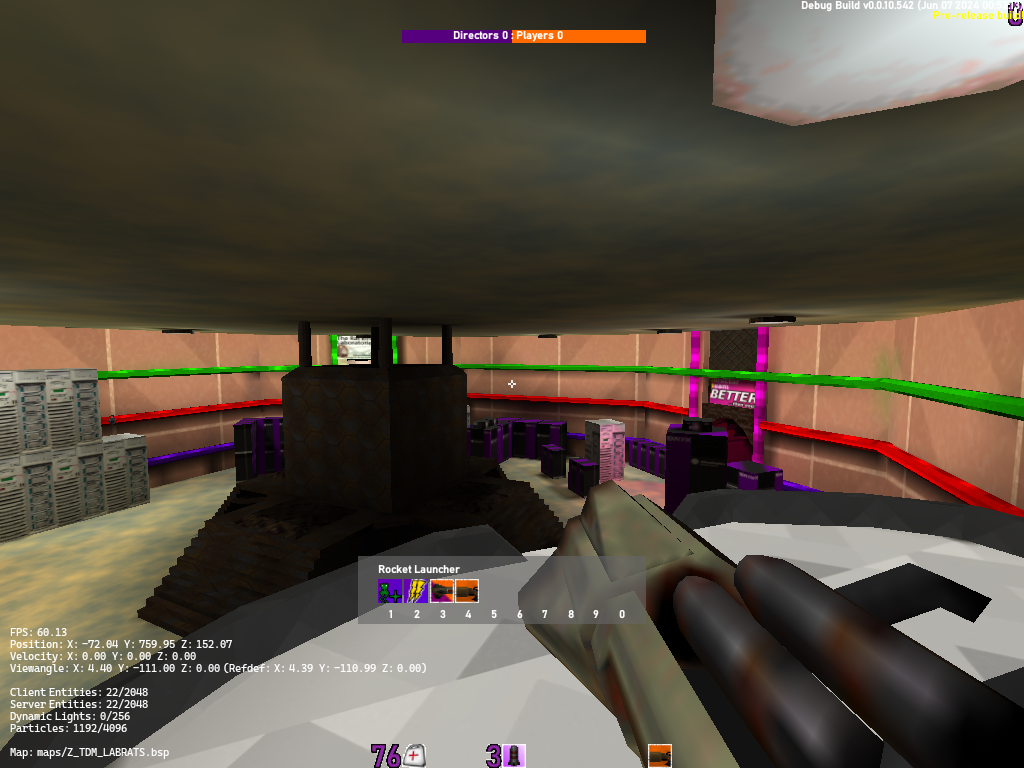 Debug Build v0.0.10.542 (Jun 07 2024
Pre-release build
Directors 0 : Players 0
BETTER
Rocket Launcher
1 2 3 4 5 6 7 8 9 0
FPS: 60.13
Position: X: -72.04 Y: 759.95 Z: 152.07
Velocity: X: 0.00 Y: 0.00 Z: 0.00
Viewangle: X: 4.40 Y: -111.00 Z: 0.00 (Refdef: X: 4.39 Y: -110.99 Z: 0.00)
Client Entities: 22/2048
Server Entities: 22/2048
Dynamic Lights: 0/256
Particles: 1192/4096
Map: maps/Z_TDM_LABRATS.bsp
76 3